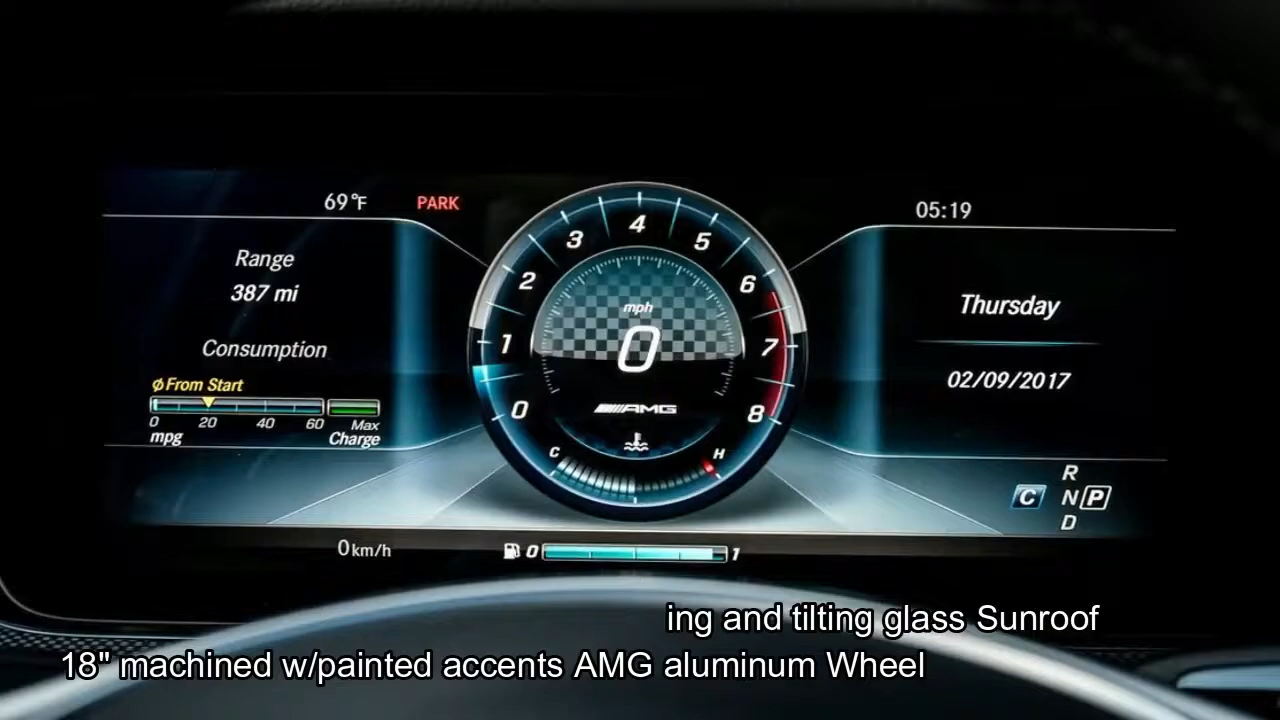 69°F PARK
05:19
Range
387 mi
Consumption
ø From Start
0 20 40 60 Max
mpg Charge
0 1 2 3 4 5 6 7 8
mph
0
AMG
C H
Thursday
02/09/2017
R
C N P
D
0 km/h
0 1
ing and tilting glass Sunroof
18" machined w/painted accents AMG aluminum Wheel